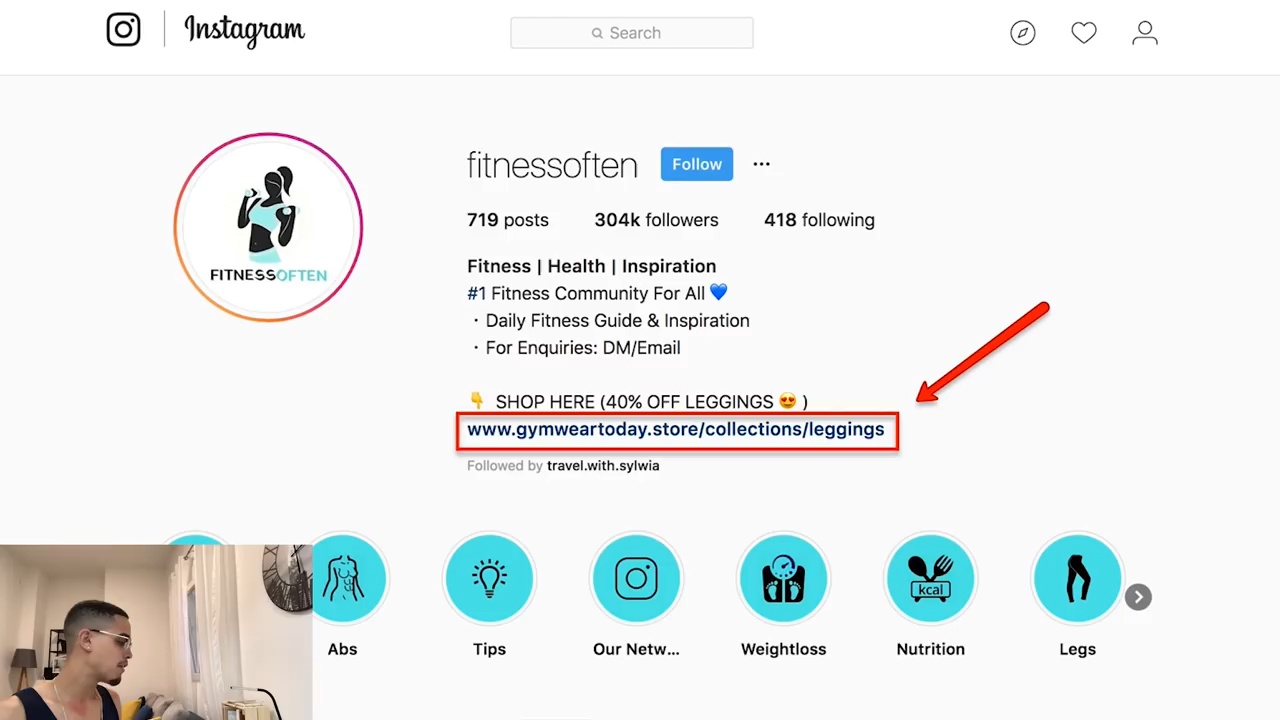 Instagram
Search
fitnessoften
Follow
719 posts 304k followers 418 following
Fitness | Health | Inspiration
#1 Fitness Community For All 💙
· Daily Fitness Guide & Inspiration
· For Enquiries: DM/Email
👇 SHOP HERE (40% OFF LEGGINGS 😍 )
www.gymweartoday.store/collections/leggings
Followed by travel.with.sylwia
FITNESSOFTEN
kcal
Abs Tips Our Netw... Weightloss Nutrition Legs